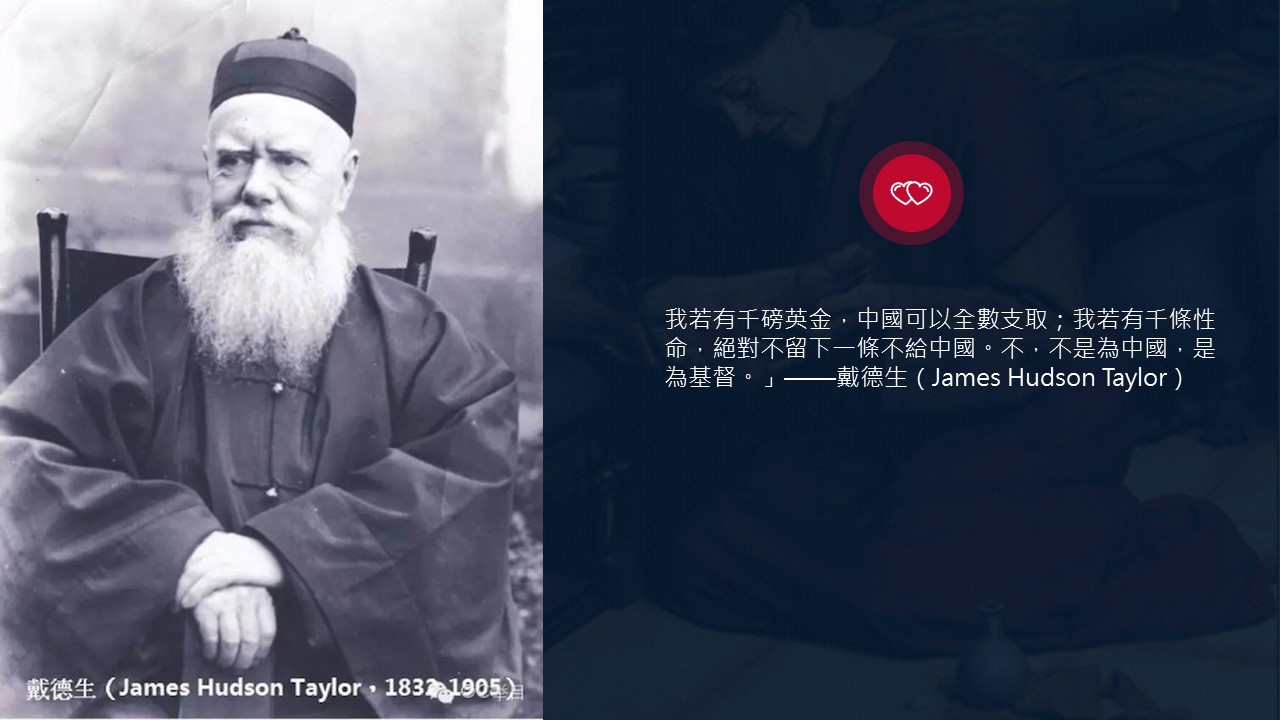 我若有千磅英金，中國可以全數支取；我若有千條性
命，絕對不留下一條不給中國。不，不是為中國，是
為基督。」——戴德生（James Hudson Taylor）
戴德生（James Hudson Taylor，1832-1905）